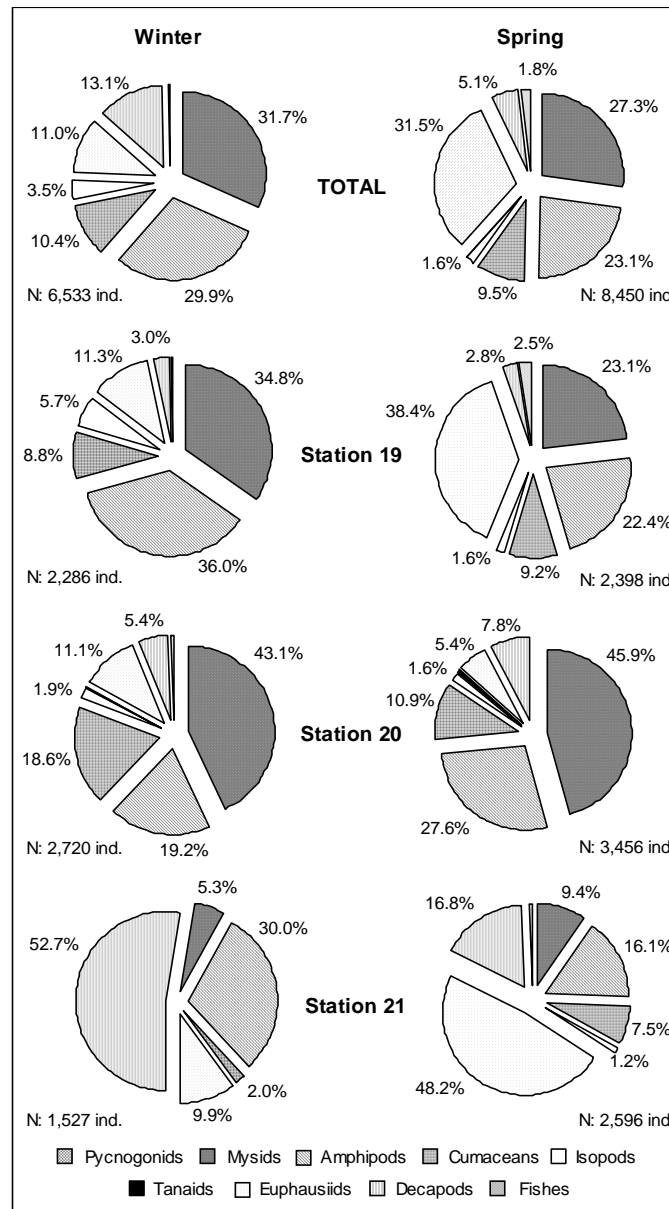 Winter Spring
13.1% 31.7% 11.0% 3.5% 10.4% 29.9%
N: 6,533 ind.
TOTAL
5.1% 1.8% 27.3% 31.5% 1.6% 9.5% 23.1%
N: 8,450 ind.
3.0% 11.3% 34.8% 5.7% 8.8% 36.0%
N: 2,286 ind.
Station 19
2.8% 2.5% 23.1% 38.4% 1.6% 9.2% 22.4%
N: 2,398 ind.
5.4% 11.1% 43.1% 1.9% 18.6% 19.2%
N: 2,720 ind.
Station 20
7.8% 5.4% 1.6% 45.9% 10.9% 27.6%
N: 3,456 ind
5.3% 52.7% 30.0% 2.0% 9.9%
N: 1,527 ind.
Station 21
9.4% 16.8% 16.1% 7.5% 1.2% 48.2%
N: 2,596 ind
Pycnogonids Mysids Amphipods Cumaceans Isopods
Tanaids Euphausiids Decapods Fishes